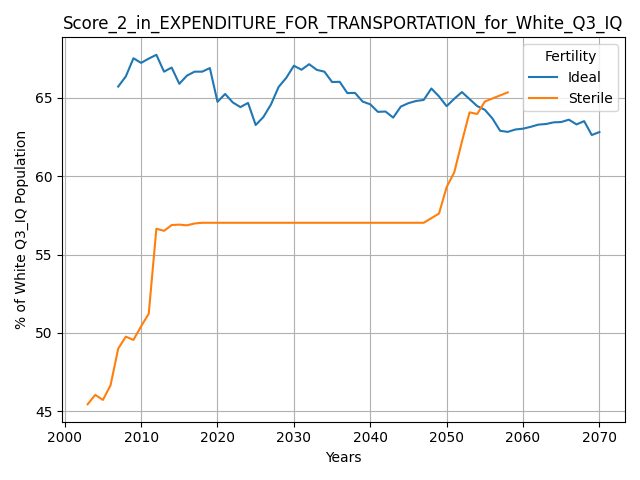 Score_2_in_EXPENDITURE_FOR_TRANSPORTATION_for_White_Q3_IQ
Fertility
Ideal
Sterile
% of White Q3_IQ Population
65
60
55
50
45
2000 2010 2020 2030 2040 2050 2060 2070
Years